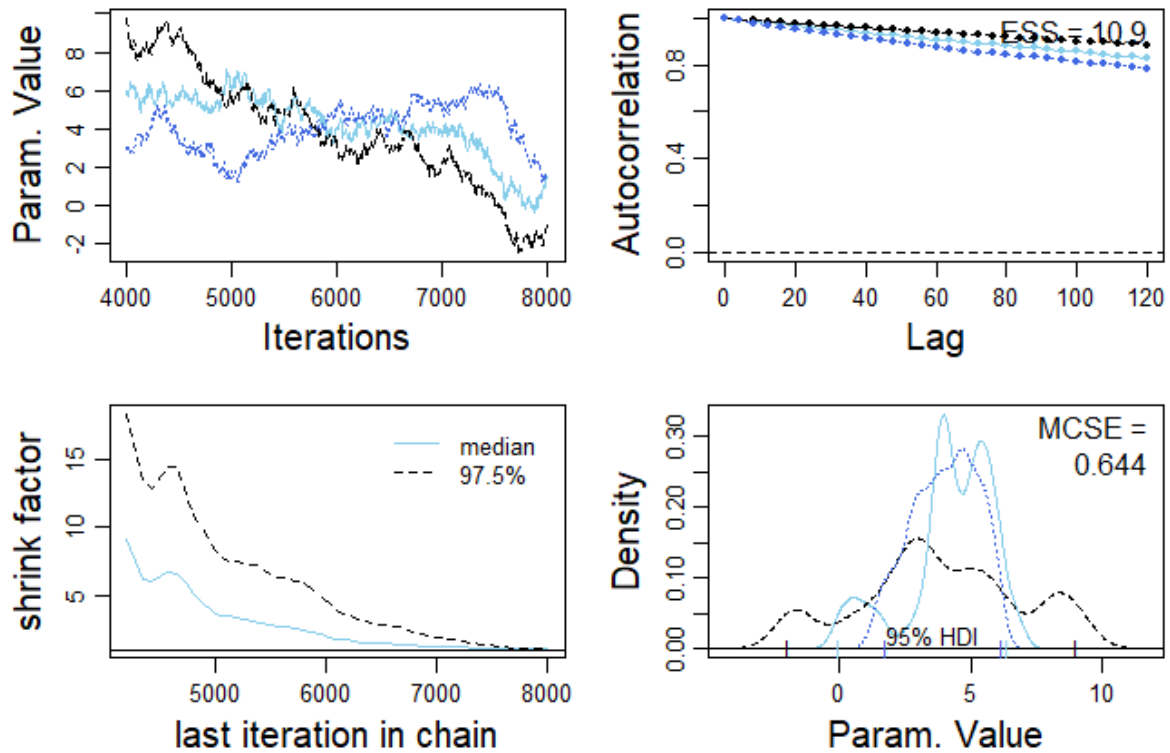 Param. Value
8
6
4
2
0
-2
4000 5000 6000 7000 8000
Iterations
Autocorrelation
0.8
0.4
0.0
ESS = 10.9
0 20 40 60 80 100 120
Lag
shrink factor
15
10
5
median
97.5%
5000 6000 7000 8000
last iteration in chain
Density
0.30
0.20
0.10
0.00
MCSE =
0.644
95% HDI
0 5 10
Param. Value